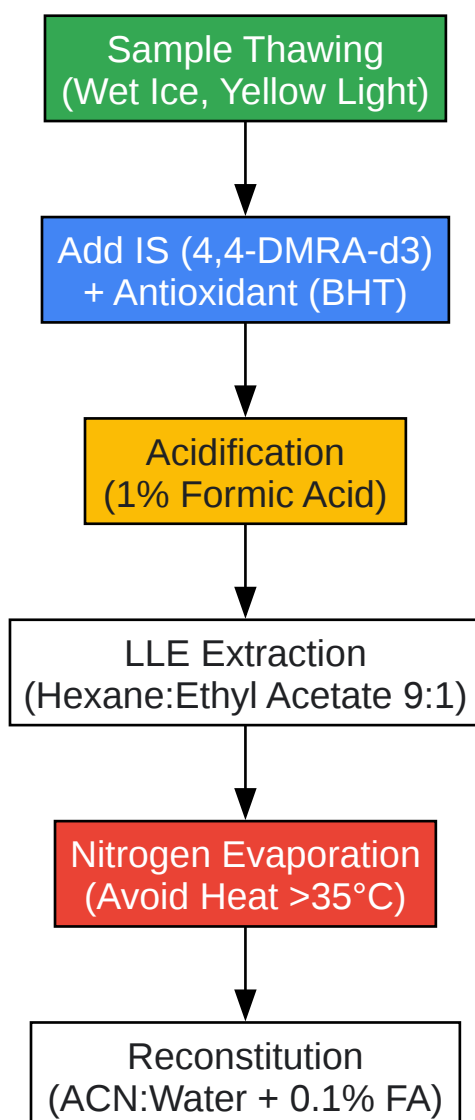 Sample Thawing
(Wet Ice, Yellow Light)
Add IS (4,4-DMRA-d3)
+ Antioxidant (BHT)
Acidification
(1% Formic Acid)
LLE Extraction
(Hexane:Ethyl Acetate 9:1)
Nitrogen Evaporation
(Avoid Heat >35°C)
Reconstitution
(ACN:Water + 0.1% FA)